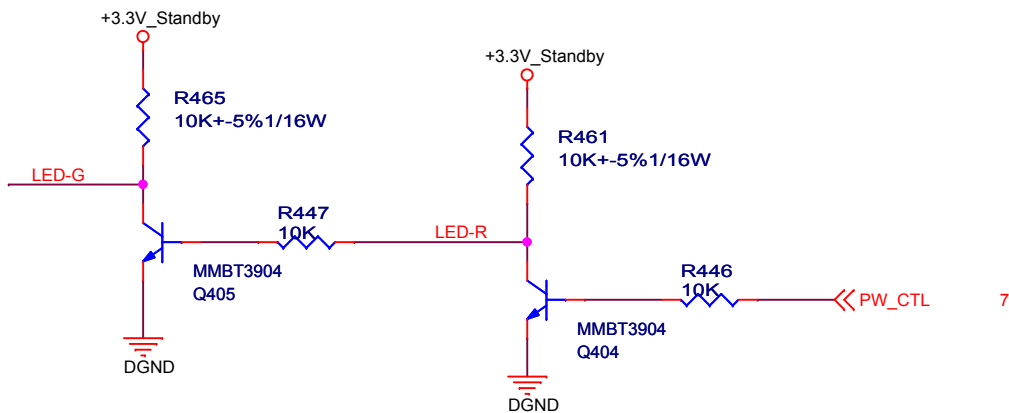 +3.3V_Standby
R465
10K+-5%1/16W
LED-G
MMBT3904
Q405
DGND
R447
10K
LED-R
+3.3V_Standby
R461
10K+-5%1/16W
MMBT3904
Q404
DGND
R446
10K
PW_CTL
7